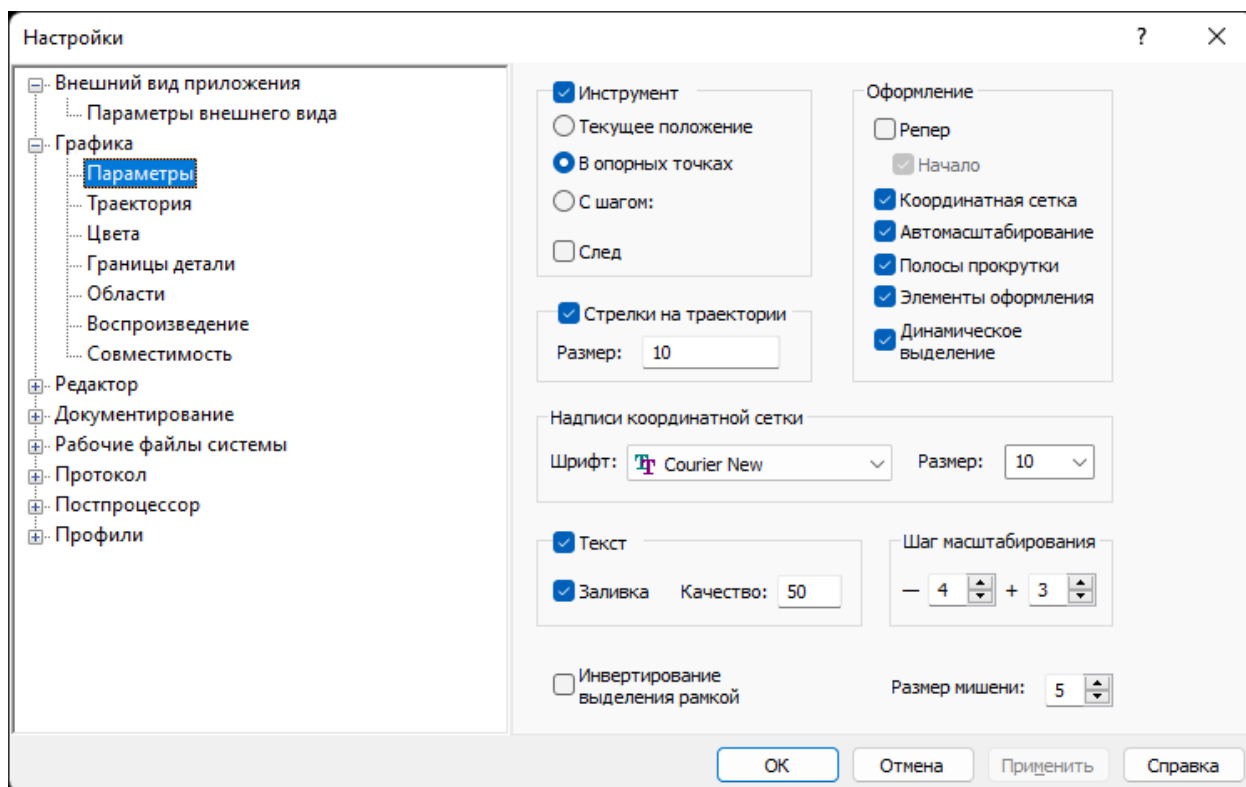 Настройки
?
Внешний вид приложения
Параметры внешнего вида
Графика
Параметры
Траектория
Цвета
Границы детали
Области
Воспроизведение
Совместимость
Редактор
Документирование
Рабочие файлы системы
Протокол
Постпроцессор
Профили
Инструмент
Текущее положение
В опорных точках
С шагом:
След
Оформление
Репер
Начало
Координатная сетка
Автомасштабирование
Полосы прокрутки
Элементы оформления
Динамическое
выделение
Стрелки на траектории
Размер: 10
Надписи координатной сетки
Шрифт: Courier New Размер: 10
Текст
Заливка Качество: 50
Шаг масштабирования
— 4 + 3
Инвертирование
выделения рамкой
Размер мишени: 5
ОК Отмена Применить Справка